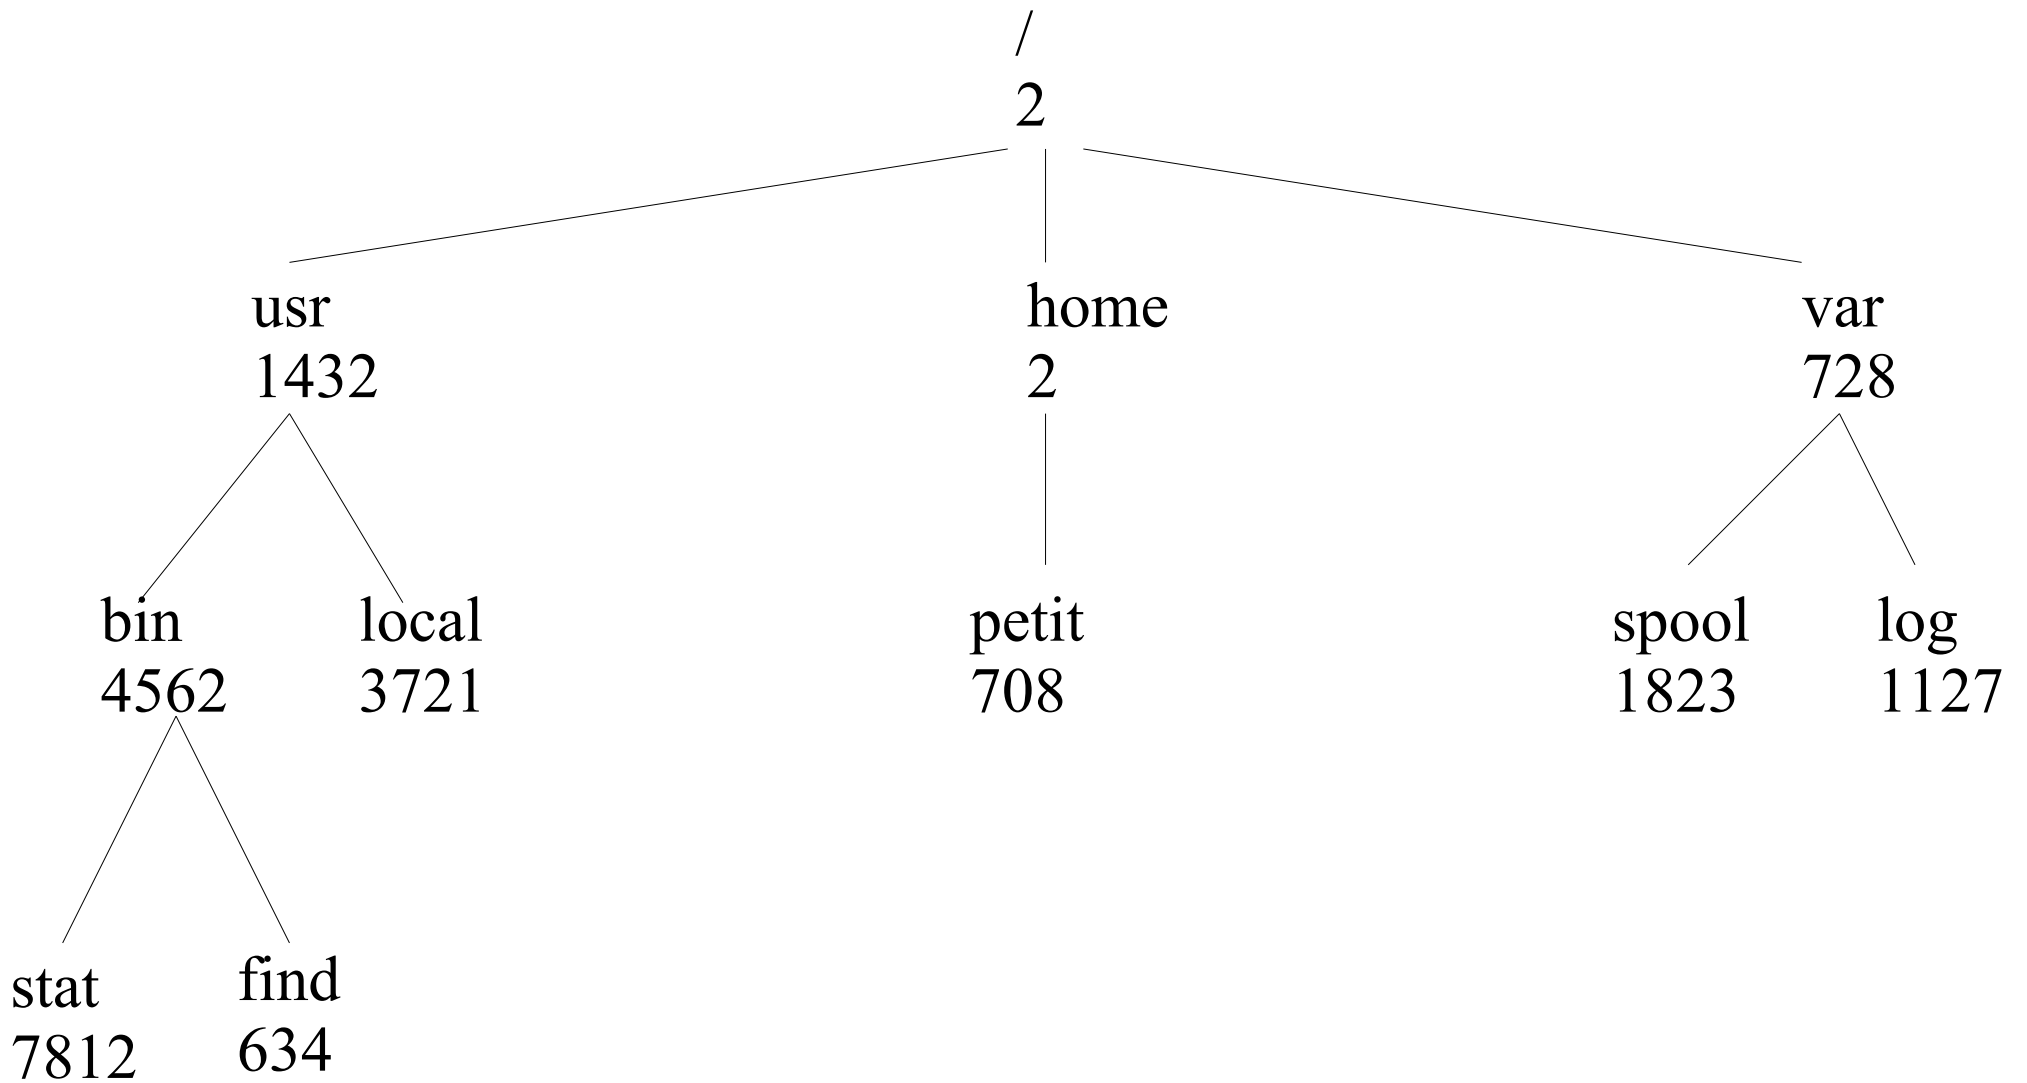 /
2
usr
1432
home
2
var
728
bin
4562
local
3721
petit
708
spool
1823
log
1127
stat
7812
find
634